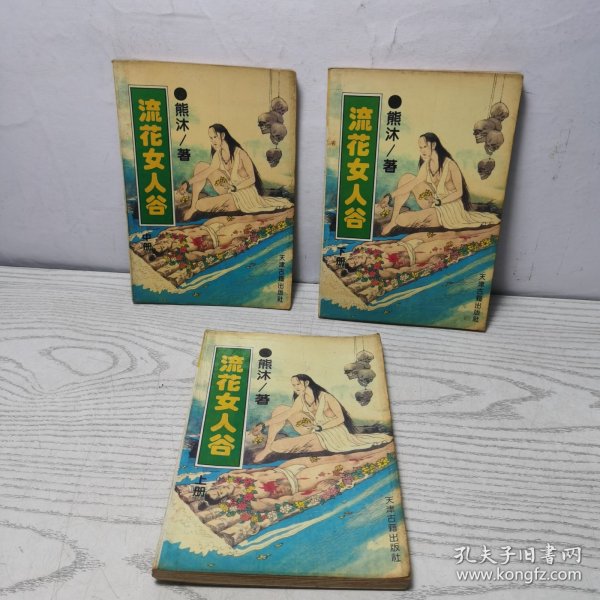 ●熊沐/著
流花女人谷
中册
天津古籍出版社
●熊沐/著
流花女人谷
下册
天津古籍出版社
●熊沐/著
流花女人谷
上册
天津古籍出版社
孔夫子旧书网
www.kongfz.com